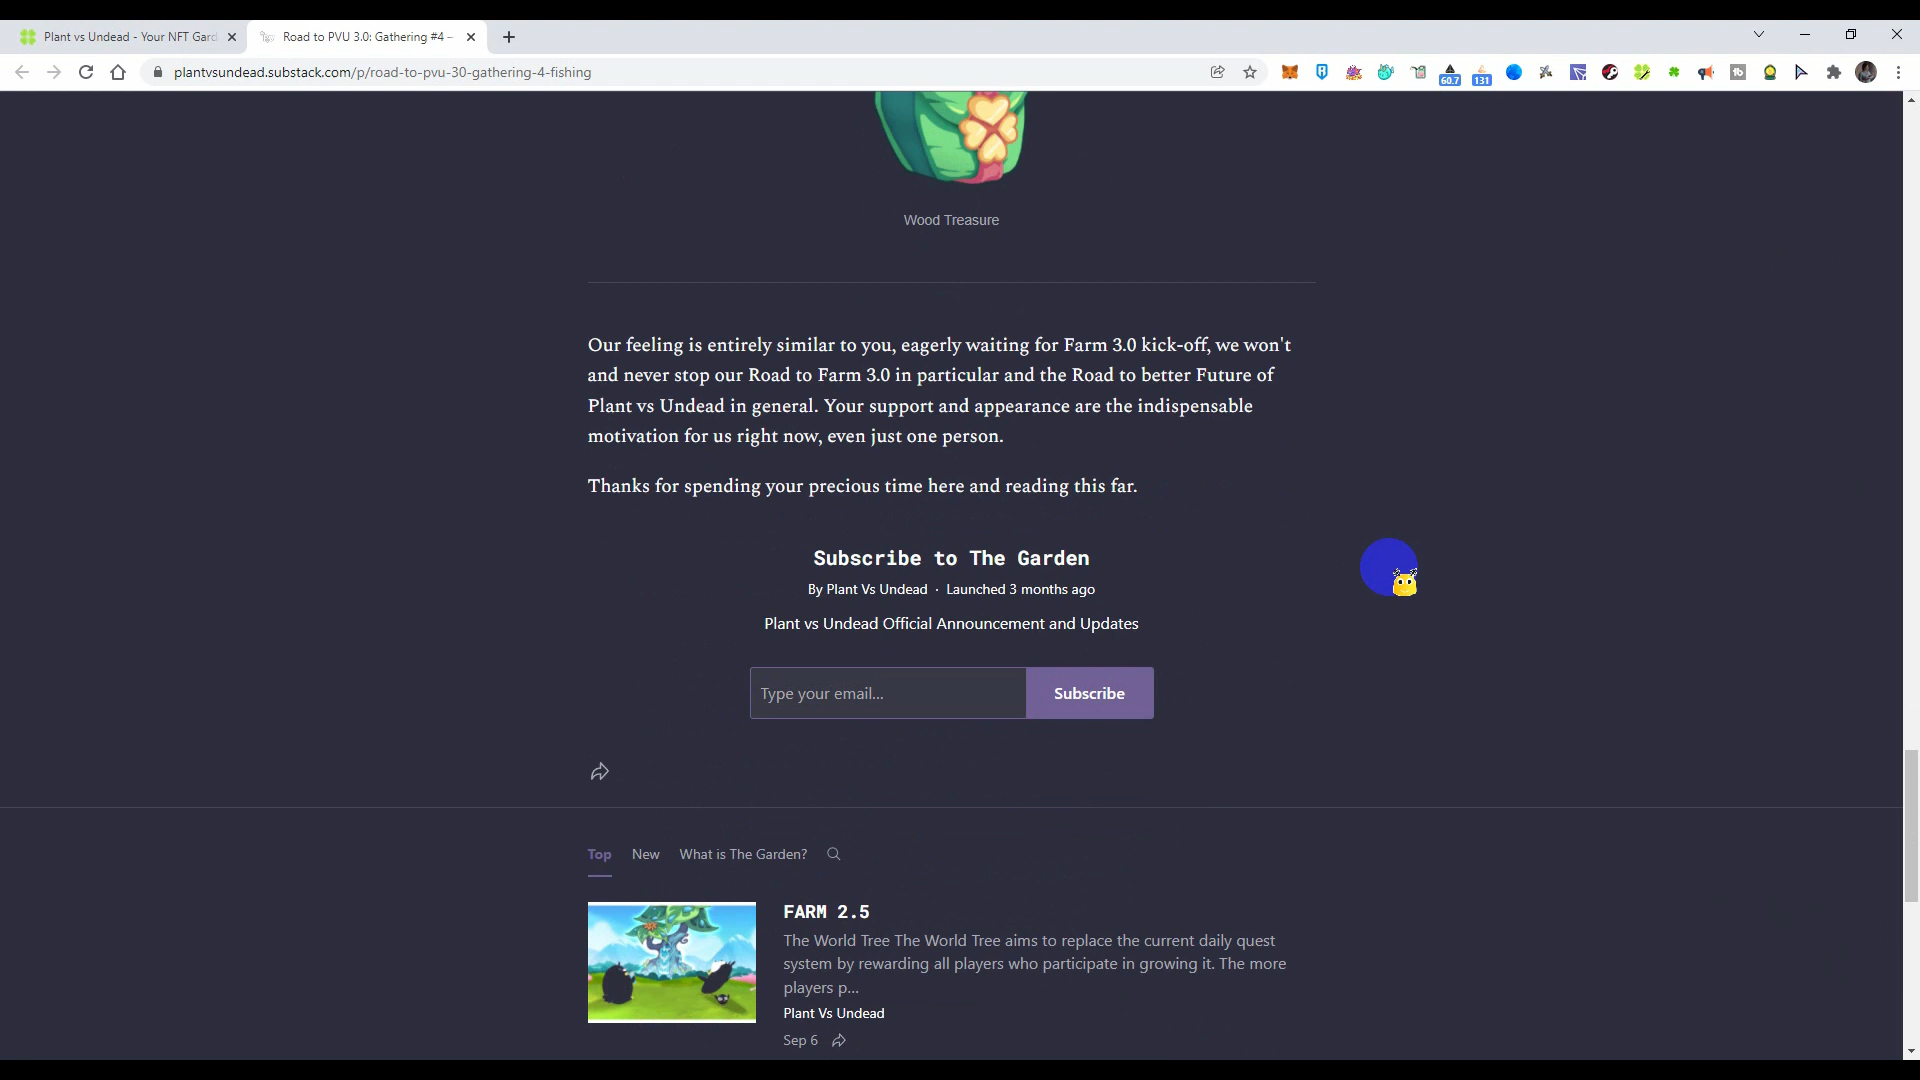 Plant vs Undead - Your NFT Gard
Road to PVU 3.0: Gathering #4 –
plantvsundead.substack.com/p/road-to-pvu-30-gathering-4-fishing
60.7
131
Wood Treasure
Our feeling is entirely similar to you, eagerly waiting for Farm 3.0 kick-off, we won't
and never stop our Road to Farm 3.0 in particular and the Road to better Future of
Plant vs Undead in general. Your support and appearance are the indispensable
motivation for us right now, even just one person.
Thanks for spending your precious time here and reading this far.
Subscribe to The Garden
By Plant Vs Undead · Launched 3 months ago
Plant vs Undead Official Announcement and Updates
Type your email...
Subscribe
Top New What is The Garden?
FARM 2.5
The World Tree The World Tree aims to replace the current daily quest
system by rewarding all players who participate in growing it. The more
players p...
Plant Vs Undead
Sep 6